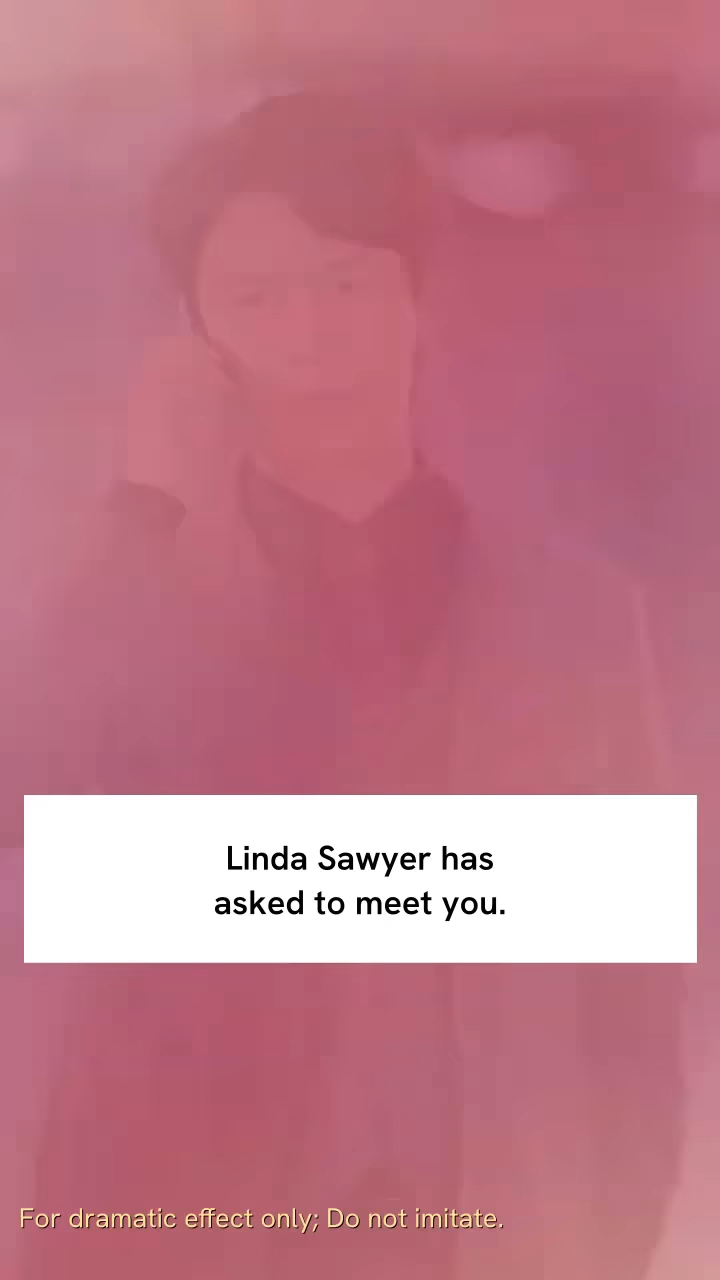 Linda Sawyer has
asked to meet you.
For dramatic effect only; Do not imitate.